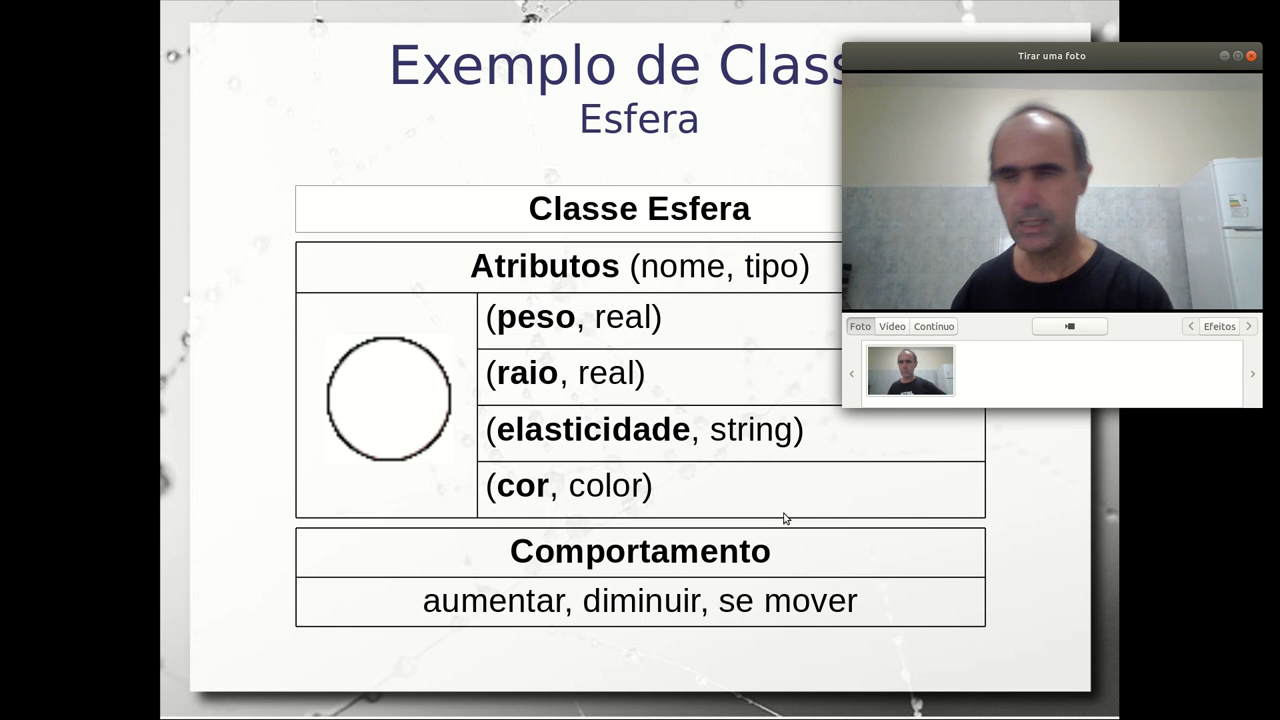 Exemplo de Class
Esfera
Classe Esfera
Atributos (nome, tipo)
(peso, real)
(raio, real)
(elasticidade, string)
(cor, color)
Comportamento
aumentar, diminuir, se mover
Tirar uma foto
Foto Vídeo Contínuo
Efeitos